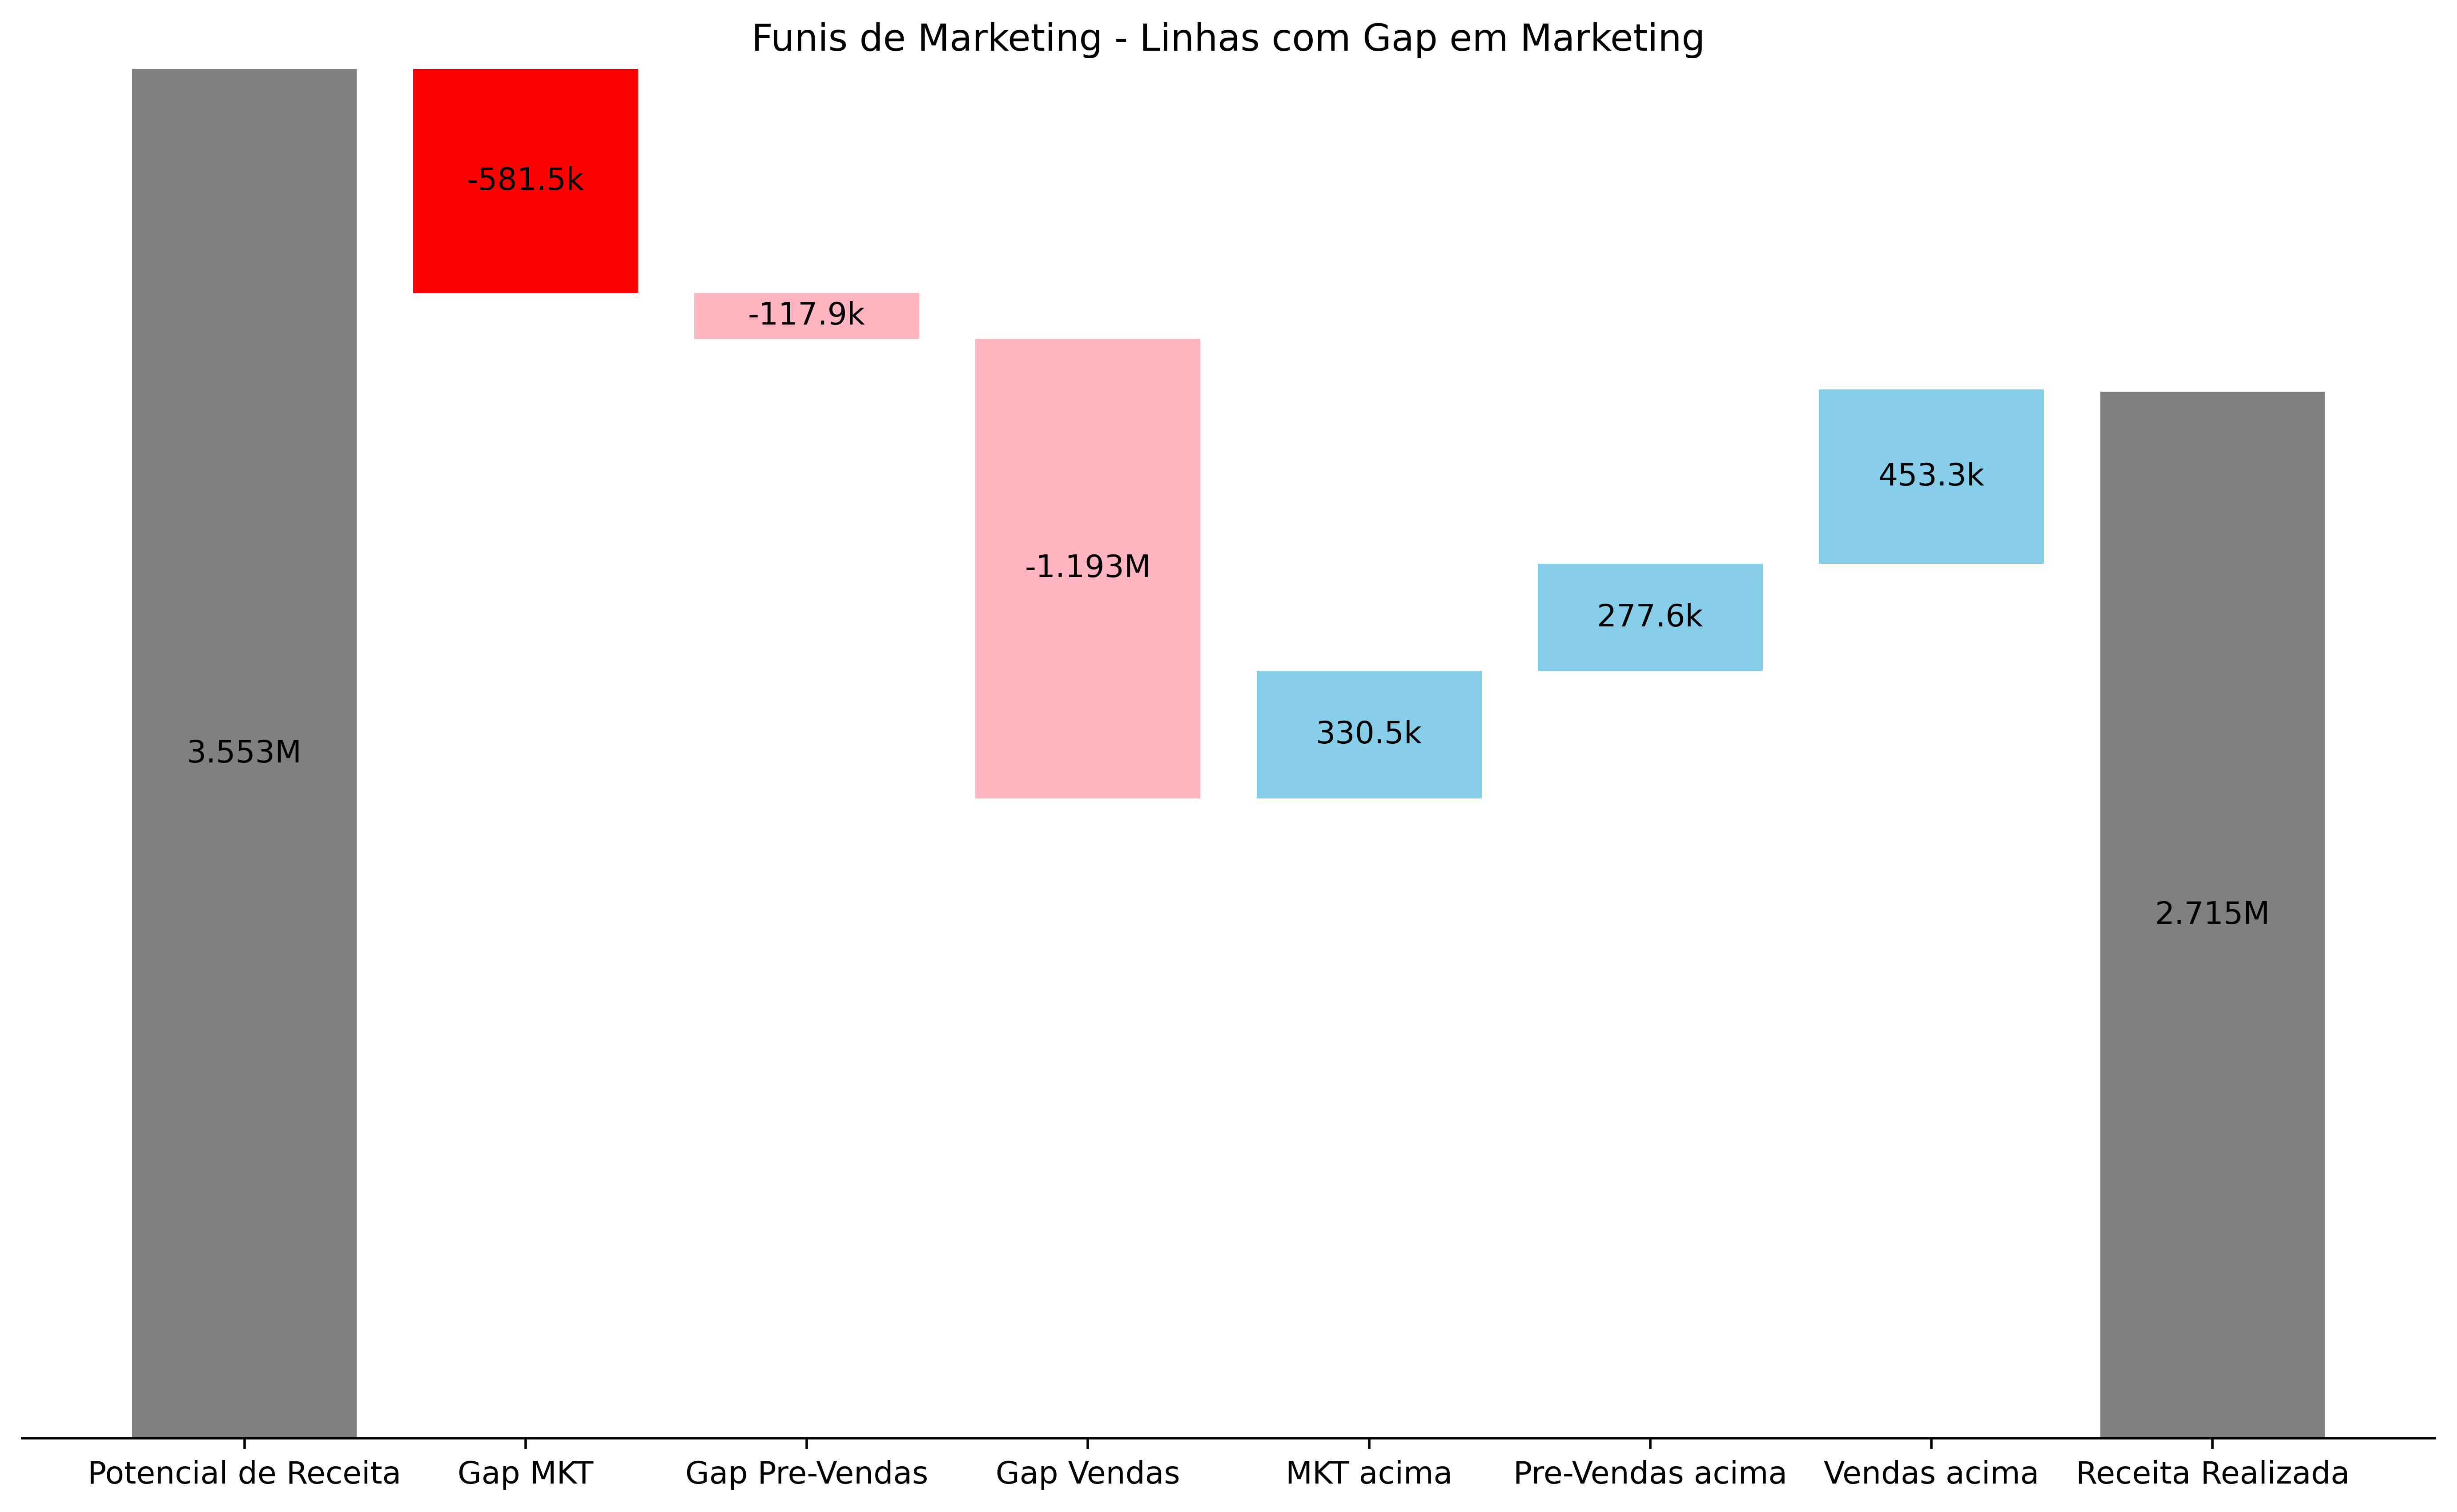 Funis de Marketing - Linhas com Gap em Marketing
-581.5k
-117.9k
453.3k
-1.193M
277.6k
330.5k
3.553M
2.715M
Potencial de Receita Gap MKT Gap Pre-Vendas Gap Vendas MKT acima Pre-Vendas acima Vendas acima Receita Realizada